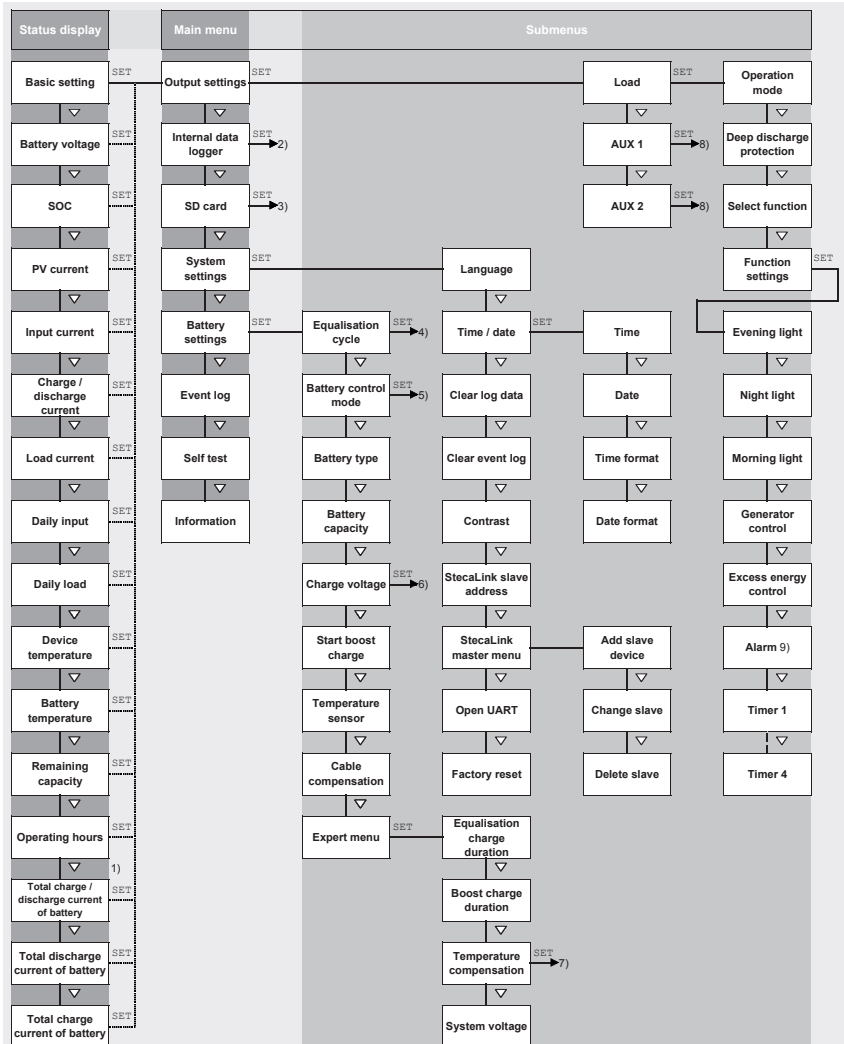 Status display
Main menu
Submenus
Basic setting
SET
Output settings
SET
Load
SET
Operation
mode
Battery voltage
SET
Internal data
logger
SET
2)
AUX 1
SET
8)
Deep discharge
protection
SOC
SET
SD card
SET
3)
AUX 2
SET
8)
Select function
PV current
SET
System
settings
SET
Language
Function
settings
SET
Input current
SET
Battery
settings
SET
Equalisation
cycle
SET
4)
Time / date
SET
Time
Evening light
Charge /
discharge
current
SET
Event log
Battery control
mode
SET
5)
Clear log data
Date
Night light
Load current
SET
Self test
Battery type
Clear event log
Time format
Morning light
Daily input
SET
Information
Battery
capacity
Contrast
Date format
Generator
control
Daily load
SET
Charge voltage
SET
6)
StecaLink slave
address
Excess energy
control
Device
temperature
SET
Start boost
charge
StecaLink
master menu
Add slave
device
Alarm 9)
Battery
temperature
SET
Temperature
sensor
Open UART
Change slave
Timer 1
Remaining
capacity
SET
Cable
compensation
Factory reset
Delete slave
Timer 4
Operating hours
SET
Expert menu
SET
Equalisation
charge
duration
1)
Total charge /
discharge current
of battery
SET
Boost charge
duration
Total discharge
current of battery
SET
Temperature
compensation
SET
7)
Total charge
current of battery
SET
System voltage